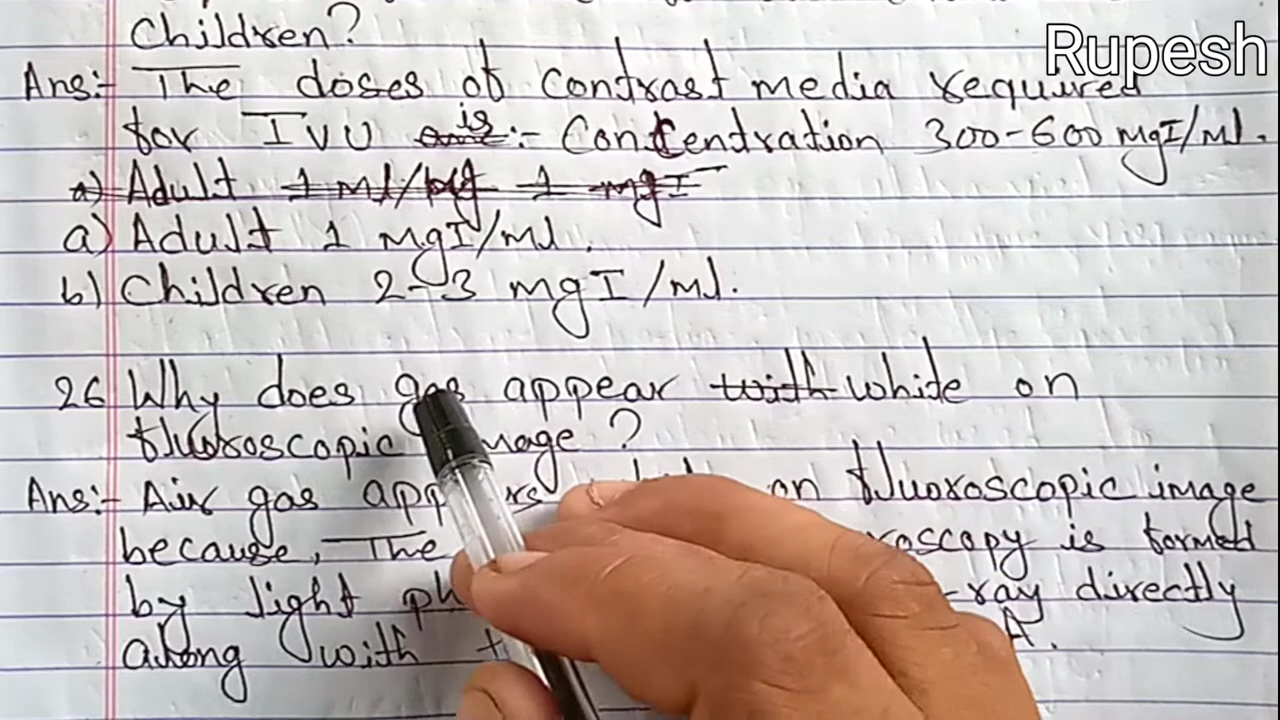 Children?
Rupesh
Ans:- The doses of contrast media required
for IVU is:- Concentration 300-600 mgI/ml.
a) Adult 1 ml/kg 1 mgI
a) Adult 1 mgI/ml.
b) Children 2-3 mgI/ml.
26 Why does gas appear with white on
fluoroscopic image?
Ans:- Air gas on fluoroscopic image
because, The is formed
by light directly
along with